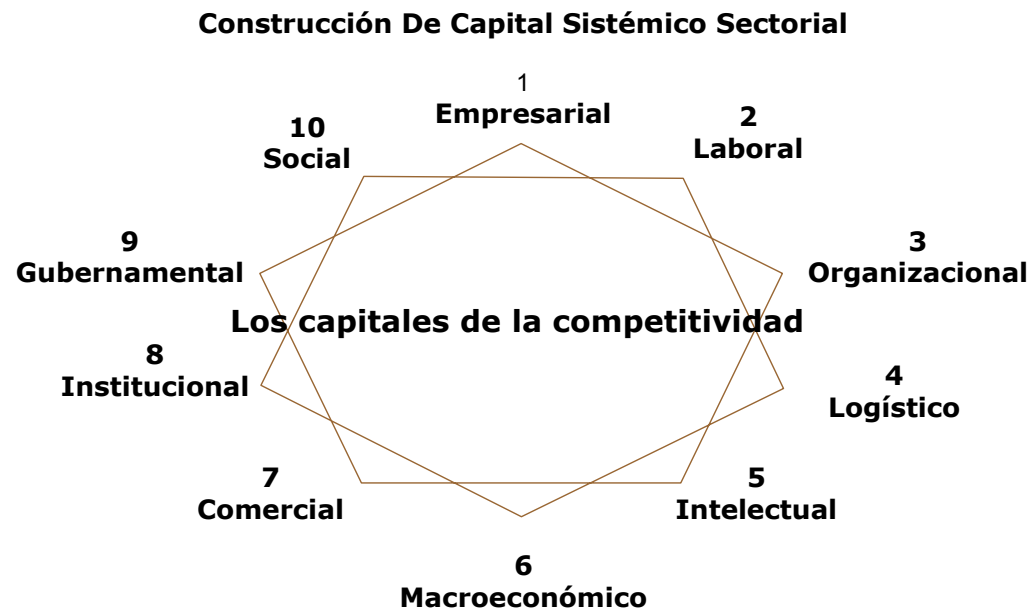 Construcción De Capital Sistémico Sectorial
1
Empresarial
2
Laboral
3
Organizacional
4
Logístico
5
Intelectual
6
Macroeconómico
7
Comercial
8
Institucional
9
Gubernamental
10
Social
Los capitales de la competitividad